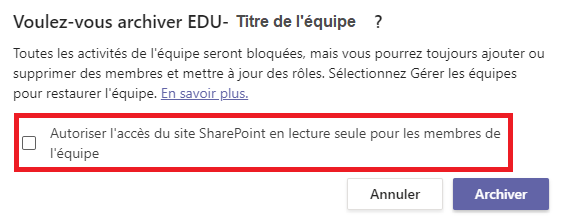 Voulez-vous archiver EDU- Titre de l'équipe ?
Toutes les activités de l'équipe seront bloquées, mais vous pourrez toujours ajouter ou
supprimer des membres et mettre à jour des rôles. Sélectionnez Gérer les équipes
pour restaurer l'équipe. En savoir plus.
Autoriser l'accès du site SharePoint en lecture seule pour les membres de
l'équipe
Annuler
Archiver